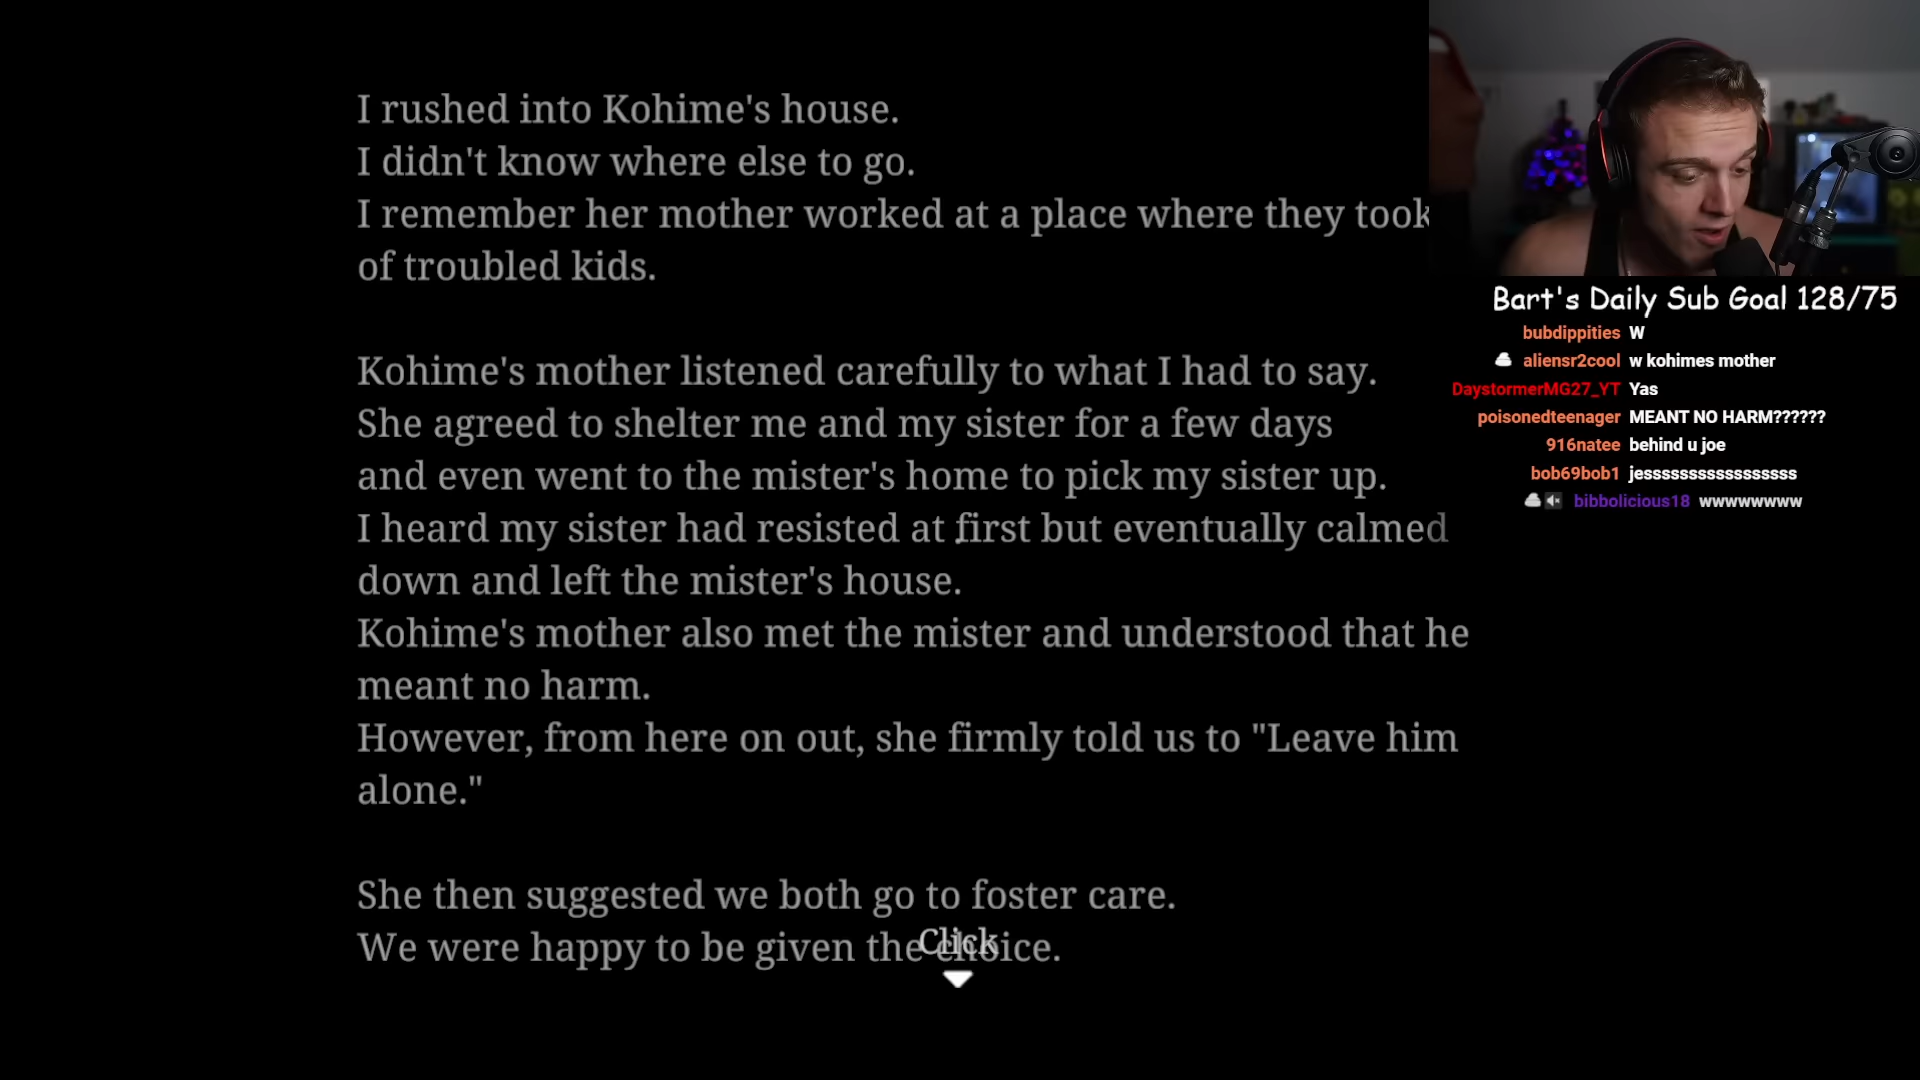 I rushed into Kohime's house.
I didn't know where else to go.
I remember her mother worked at a place where they took
of troubled kids.
Kohime's mother listened carefully to what I had to say.
She agreed to shelter me and my sister for a few days
and even went to the mister's home to pick my sister up.
I heard my sister had resisted at first but eventually calmed
down and left the mister's house.
Kohime's mother also met the mister and understood that he
meant no harm.
However, from here on out, she firmly told us to "Leave him
alone."
She then suggested we both go to foster care.
We were happy to be given the choice.
Click
Bart's Daily Sub Goal 128/75
bubdippities W
aliensr2cool w kohimes mother
DaystormerMG27_YT Yas
poisonedteenager MEANT NO HARM??????
916natee behind u joe
bob69bob1 jesssssssssssssssss
bibbolicious18 wwwwwwww